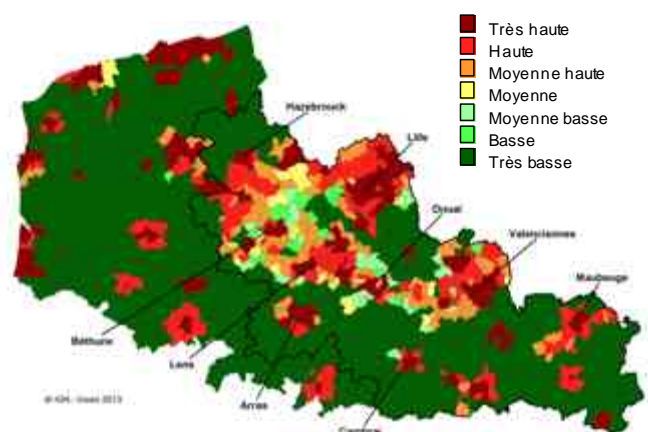 Très haute
Haute
Moyenne haute
Moyenne
Moyenne basse
Basse
Très basse
Hazebrouck
Lille
Douai
Valenciennes
Maubeuge
Béthune
Lens
Arras
Cambrai